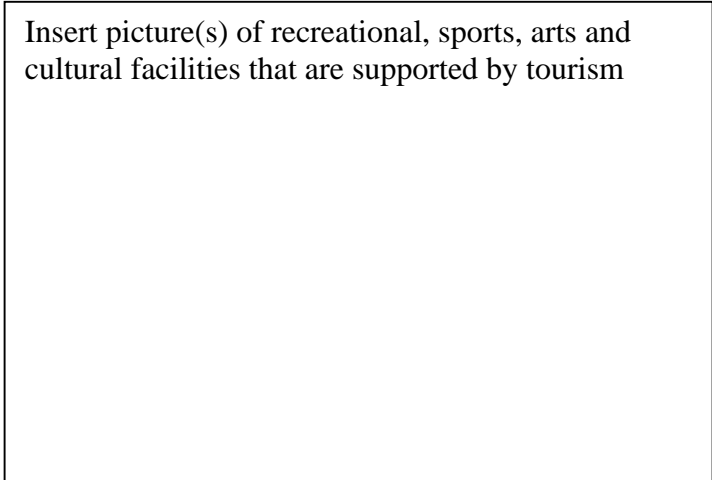 Insert picture(s) of recreational, sports, arts and
cultural facilities that are supported by tourism